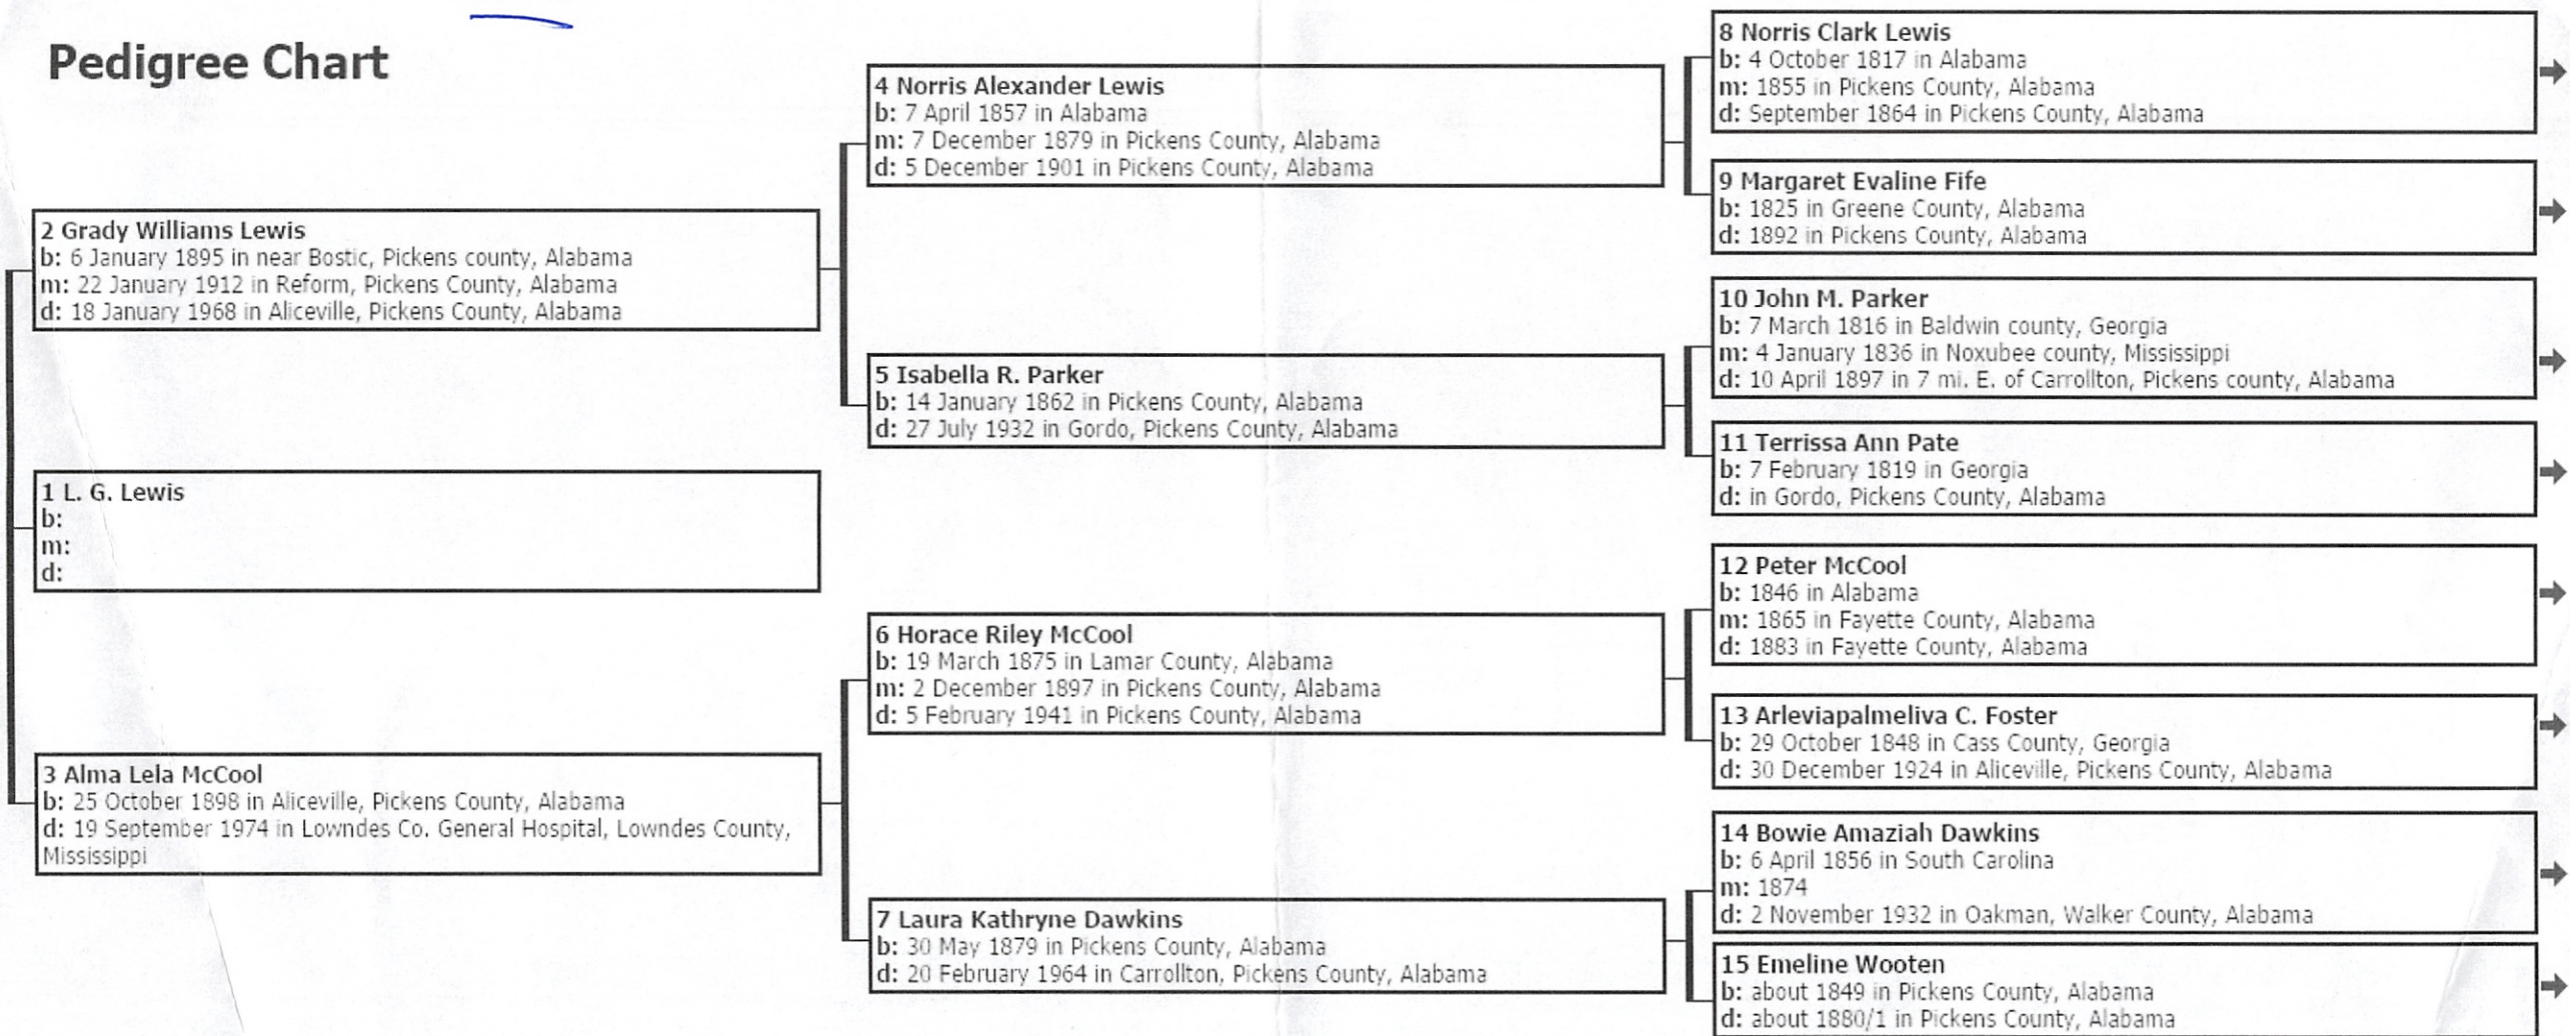 Pedigree Chart
2 Grady Williams Lewis
b: 6 January 1895 in near Bostic, Pickens county, Alabama
m: 22 January 1912 in Reform, Pickens County, Alabama
d: 18 January 1968 in Aliceville, Pickens County, Alabama
1 L. G. Lewis
b:
m:
d:
3 Alma Lela McCool
b: 25 October 1898 in Aliceville, Pickens County, Alabama
d: 19 September 1974 in Lowndes Co. General Hospital, Lowndes County,
Mississippi
4 Norris Alexander Lewis
b: 7 April 1857 in Alabama
m: 7 December 1879 in Pickens County, Alabama
d: 5 December 1901 in Pickens County, Alabama
5 Isabella R. Parker
b: 14 January 1862 in Pickens County, Alabama
d: 27 July 1932 in Gordo, Pickens County, Alabama
6 Horace Riley McCool
b: 19 March 1875 in Lamar County, Alabama
m: 2 December 1897 in Pickens County, Alabama
d: 5 February 1941 in Pickens County, Alabama
7 Laura Kathryne Dawkins
b: 30 May 1879 in Pickens County, Alabama
d: 20 February 1964 in Carrollton, Pickens County, Alabama
8 Norris Clark Lewis
b: 4 October 1817 in Alabama
m: 1855 in Pickens County, Alabama
d: September 1864 in Pickens County, Alabama
9 Margaret Evaline Fife
b: 1825 in Greene County, Alabama
d: 1892 in Pickens County, Alabama
10 John M. Parker
b: 7 March 1816 in Baldwin county, Georgia
m: 4 January 1836 in Noxubee county, Mississippi
d: 10 April 1897 in 7 mi. E. of Carrollton, Pickens county, Alabama
11 Terrissa Ann Pate
b: 7 February 1819 in Georgia
d: in Gordo, Pickens County, Alabama
12 Peter McCool
b: 1846 in Alabama
m: 1865 in Fayette County, Alabama
d: 1883 in Fayette County, Alabama
13 Arleviapalmeliva C. Foster
b: 29 October 1848 in Cass County, Georgia
d: 30 December 1924 in Aliceville, Pickens County, Alabama
14 Bowie Amaziah Dawkins
b: 6 April 1856 in South Carolina
m: 1874
d: 2 November 1932 in Oakman, Walker County, Alabama
15 Emeline Wooten
b: about 1849 in Pickens County, Alabama
d: about 1880/1 in Pickens County, Alabama